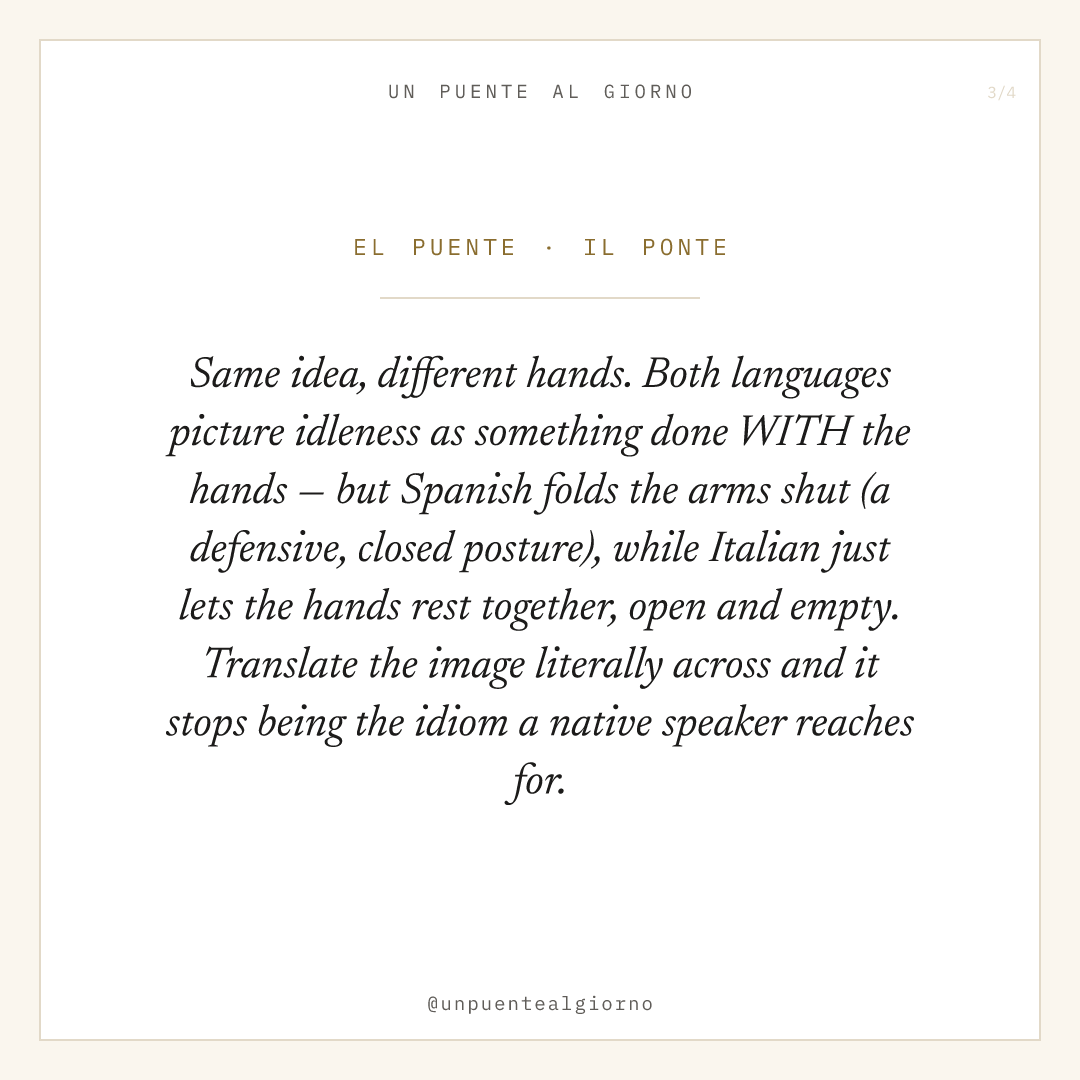 UN PUENTE AL GIORNO
3/4
EL PUENTE · IL PONTE
Same idea, different hands. Both languages
picture idleness as something done WITH the
hands — but Spanish folds the arms shut (a
defensive, closed posture), while Italian just
lets the hands rest together, open and empty.
Translate the image literally across and it
stops being the idiom a native speaker reaches
for.
@unpuentealgiorno